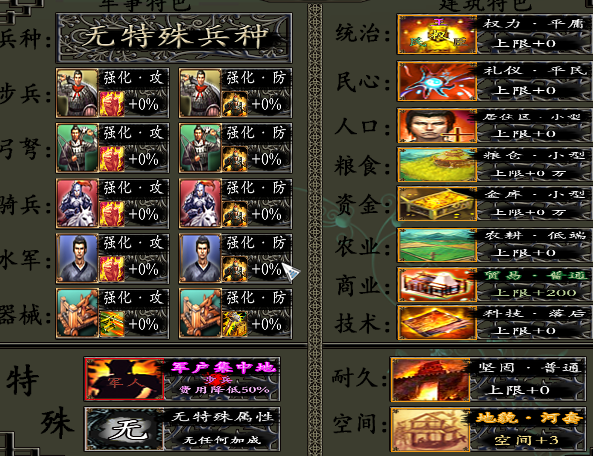 军事特色
建筑特色
兵种:
无特殊兵种
步兵:
强化·攻
+0%
强化·防
+0%
弓弩:
强化·攻
+0%
强化·防
+0%
骑兵:
强化·攻
+0%
强化·防
+0%
水军:
强化·攻
+0%
强化·防
+0%
器械:
强化·攻
+0%
强化·防
+0%
统治:
权力·平庸
上限+0
民心:
礼仪·平民
上限+0
人口:
居住区·小型
上限+0
粮食:
粮仓·小型
上限+0 万
资金:
金库·小型
上限+0 万
农业:
农耕·低端
上限+0
商业:
贸易·普通
上限+200
技术:
科技·落后
上限+0
特殊
军人
军户集中地
步兵
费用降低50%
无
无特殊属性
无任何加成
耐久:
坚固·普通
上限+0
空间:
地貌·河套
空间+3